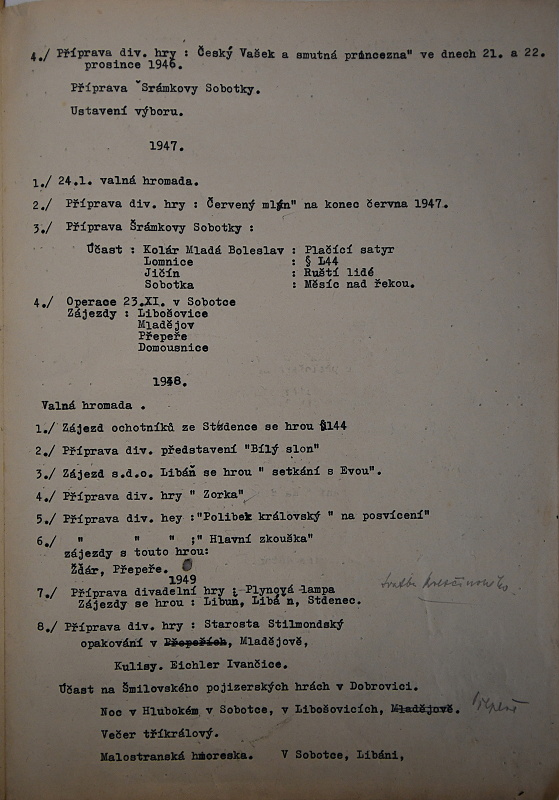 4./ Příprava div. hry : Český Vašek a smutná princezna" ve dnech 21. a 22.
prosince 1946.
Příprava Šrámkovy Sobotky.
Ustavení výboru.
1947.
1./ 24.1. valná hromada.
2./ Příprava div. hry : Červený mlýn" na konec června 1947.
3./ Příprava Šrámkovy Sobotky :
Účast : Kolár Mladá Boleslav : Plačící satyr
Lomnice : § 144
Jičín : Ruští lidé
Sobotka : Měsíc nad řekou.
4./ Operace 23.XI. v Sobotce
Zájezdy : Libošovice
Mladějov
Přepeře
Domousnice
1948.
Valná hromada .
1./ Zájezd ochotníků ze Stŕdence se hrou §144
2./ Příprava div. představení "Bílý slon"
3./ Zájezd s.d.o. Libáň se hrou " setkání s Evou".
4./ Příprava div. hry " Zorka"
5./ Příprava div. hey :"Polibek královský " na posvícení"
6./ " " " ;" Hlavní zkouška"
zájezdy s touto hrou:
Žďár, Přepeře.
1949
7./ Příprava divadelní hry : Plynová lampa
Zájezdy se hrou : Libuň, Libá n, Stdenec.
8./ Příprava div. hry : Starosta Stilmondský
opakování v Přepeřích, Mladějově,
Kulisy. Eichler Ivančice.
Účast na Šmilovského pojizerských hrách v Dobrovici.
Noc v Hlubokém v Sobotce, v Libošovicích, Mladějově. Přepeře
Večer tříkrálový.
Malostranská humoreska. V Sobotce, Libáni,